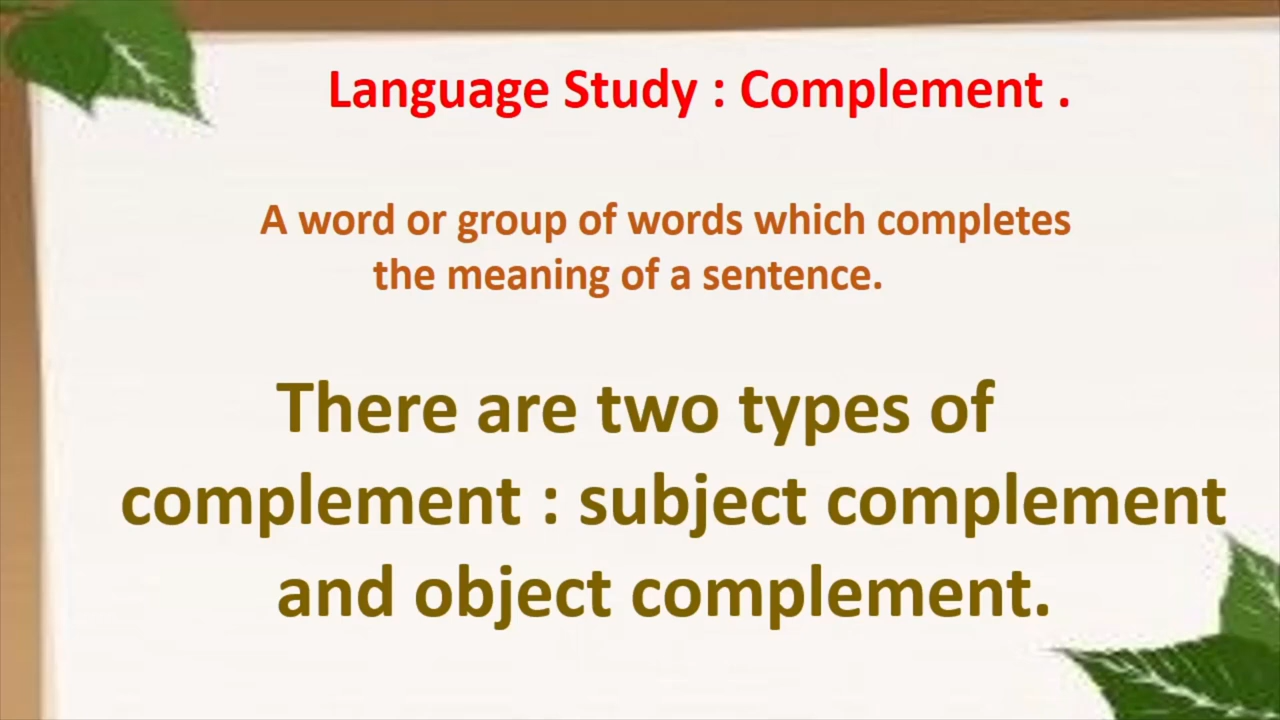 Language Study : Complement .
A word or group of words which completes
the meaning of a sentence.
There are two types of
complement : subject complement
and object complement.